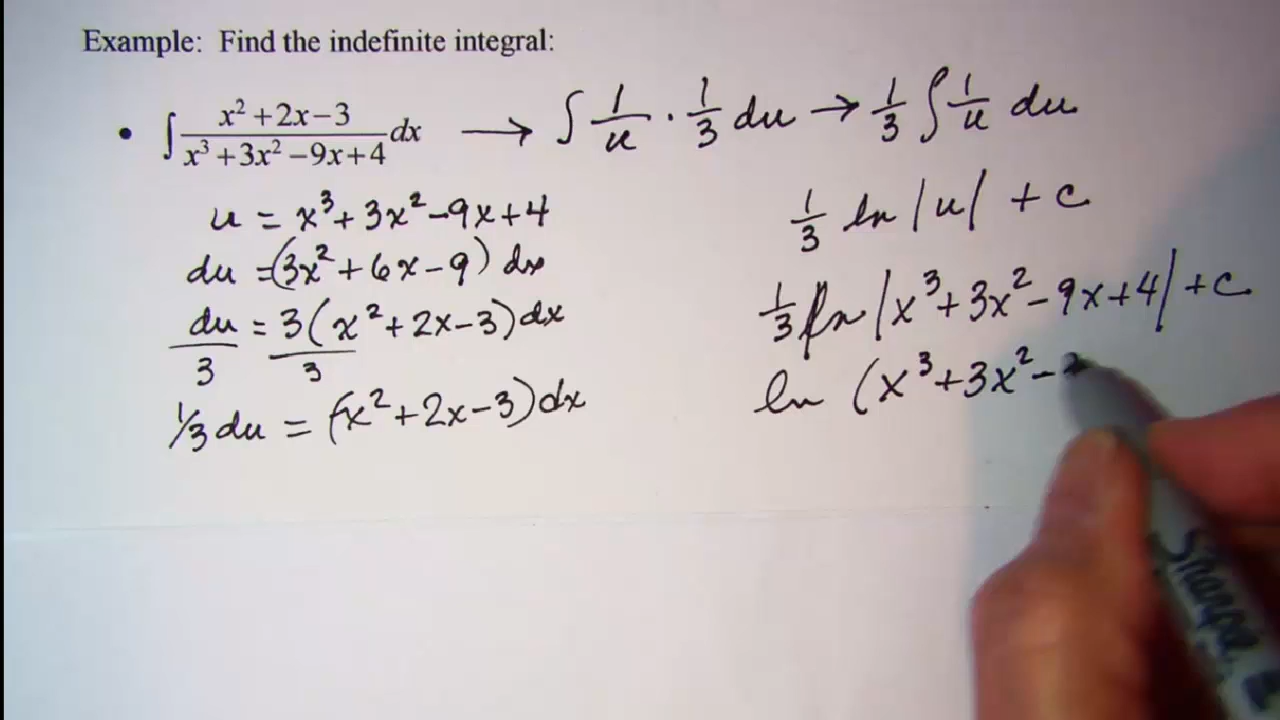 Example: Find the indefinite integral:
• ∫ (x² + 2x − 3)/(x³ + 3x² − 9x + 4) dx → ∫ 1/u · 1/3 du → 1/3 ∫ 1/u du
u = x³ + 3x² − 9x + 4
du = (3x² + 6x − 9) dx
du/3 = 3(x² + 2x − 3)dx/3
1/3 du = (x² + 2x − 3) dx
1/3 ln |u| + c
1/3 ln |x³ + 3x² − 9x + 4| + c
ln (x³ + 3x² −
Sharpie